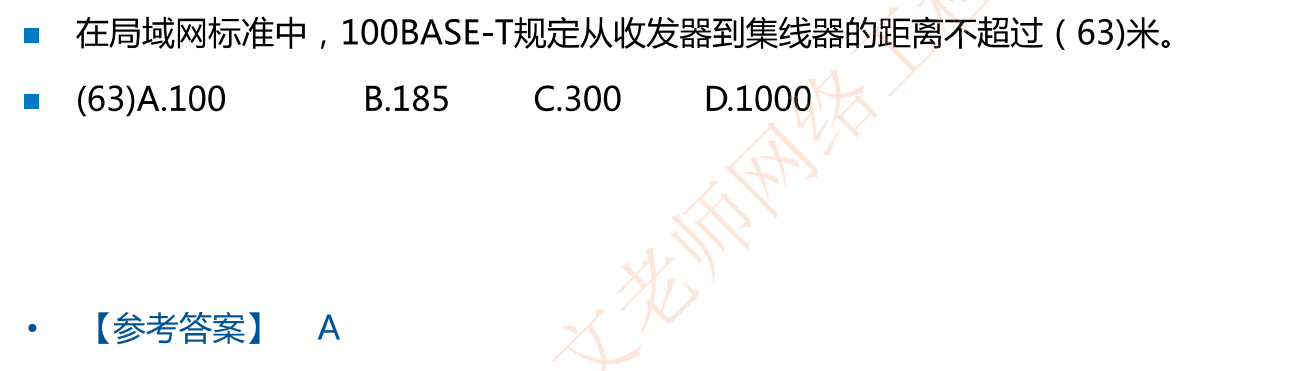 在局域网标准中，100BASE-T规定从收发器到集线器的距离不超过（63)米。
(63)A.100 B.185 C.300 D.1000
【参考答案】 A
文老师网络工程